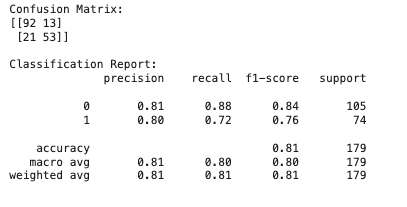 Confusion Matrix:
[[92 13]
 [21 53]]
Classification Report:
              precision    recall  f1-score   support
           0       0.81      0.88      0.84       105
           1       0.80      0.72      0.76        74
    accuracy                           0.81       179
   macro avg       0.81      0.80      0.80       179
weighted avg       0.81      0.81      0.81       179